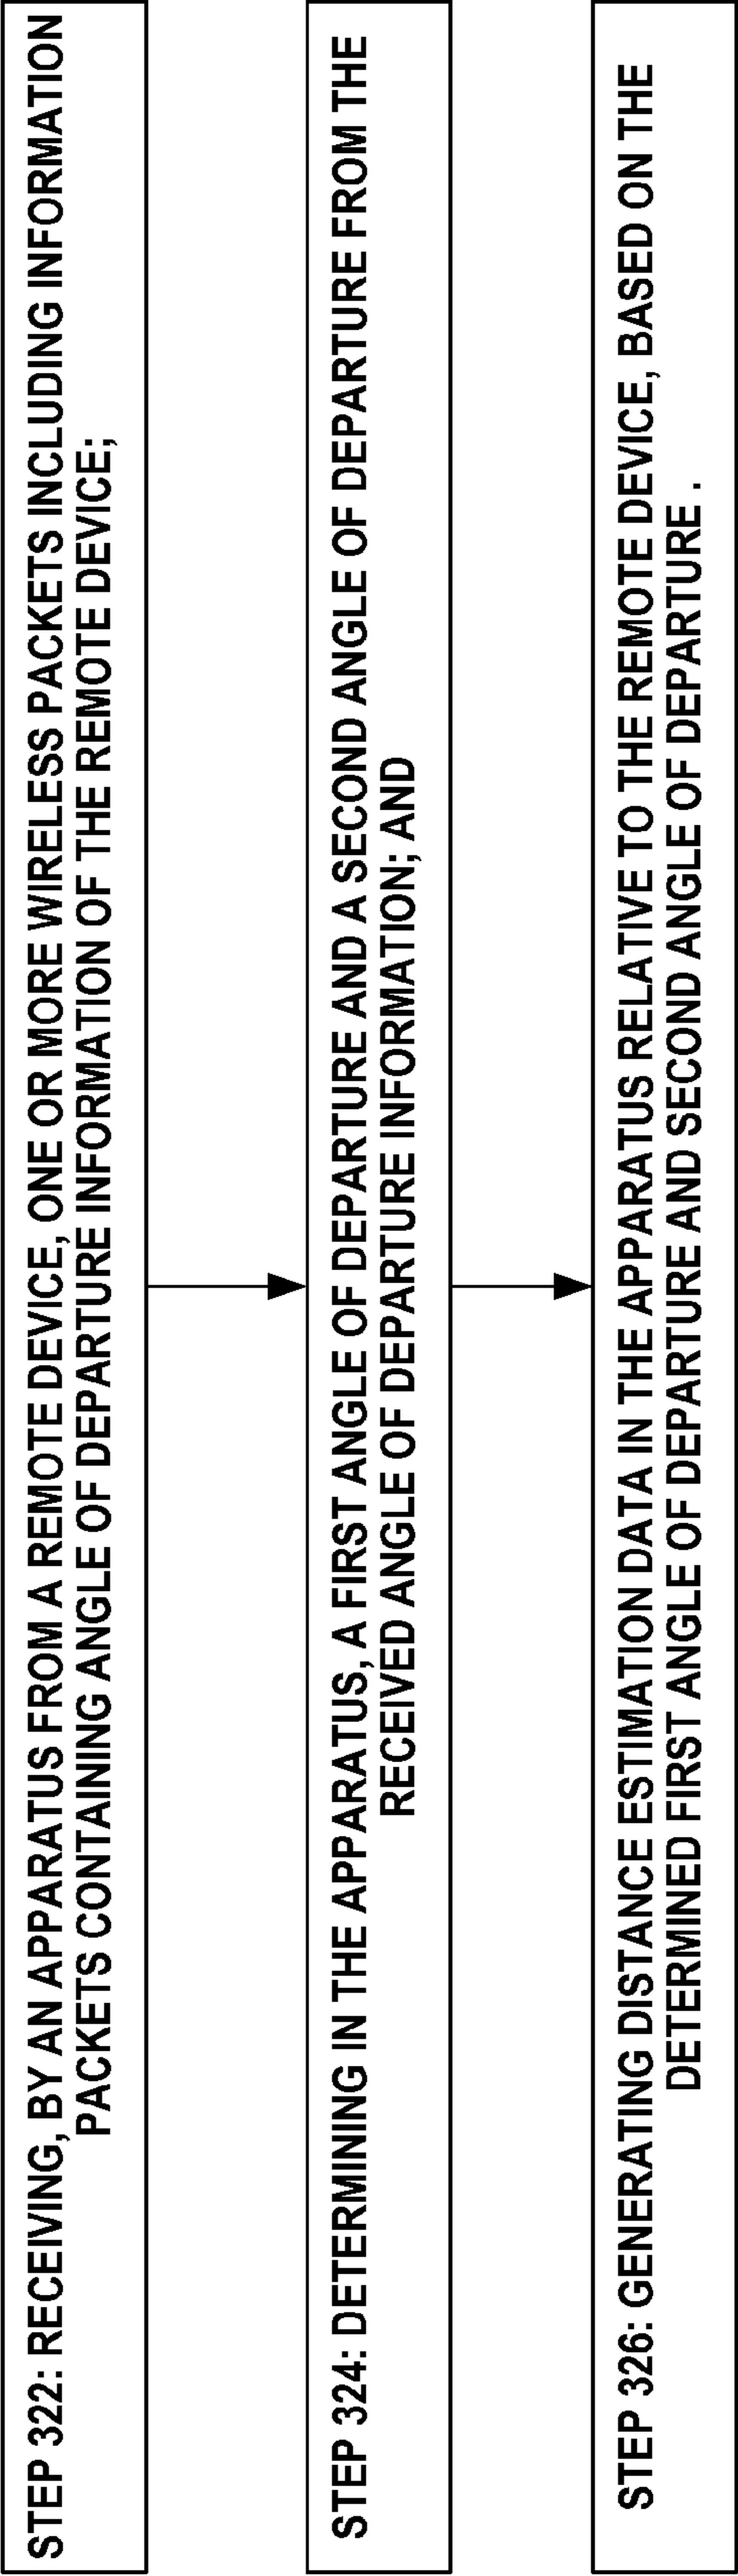 STEP 322: RECEIVING, BY AN APPARATUS FROM A REMOTE DEVICE, ONE OR MORE WIRELESS PACKETS INCLUDING INFORMATION
PACKETS CONTAINING ANGLE OF DEPARTURE INFORMATION OF THE REMOTE DEVICE;
STEP 324: DETERMINING IN THE APPARATUS, A FIRST ANGLE OF DEPARTURE AND A SECOND ANGLE OF DEPARTURE FROM THE
RECEIVED ANGLE OF DEPARTURE INFORMATION; AND
STEP 326: GENERATING DISTANCE ESTIMATION DATA IN THE APPARATUS RELATIVE TO THE REMOTE DEVICE, BASED ON THE
DETERMINED FIRST ANGLE OF DEPARTURE AND SECOND ANGLE OF DEPARTURE .